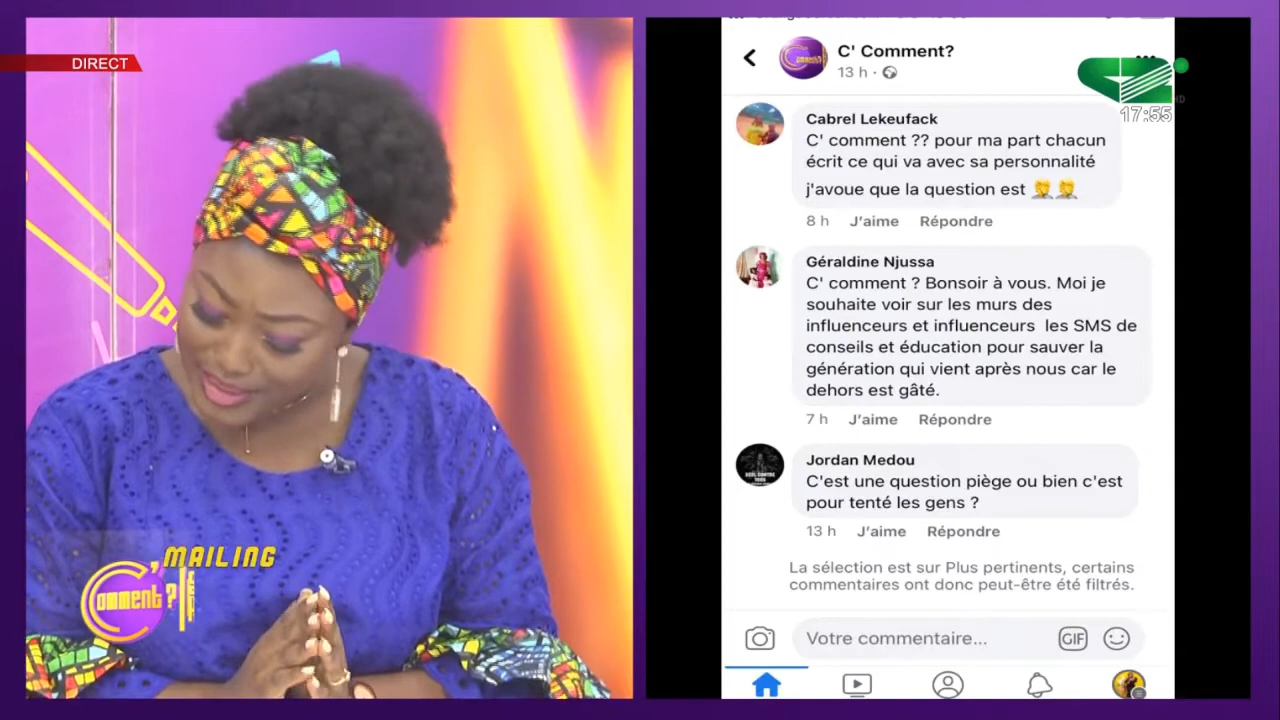 DIRECT
MAILING
C'omment?
C' Comment?
13 h
17:55
HD
Cabrel Lekeufack
C' comment ?? pour ma part chacun
écrit ce qui va avec sa personnalité
j'avoue que la question est 🤦🤦
8 h J'aime Répondre
Géraldine Njussa
C' comment ? Bonsoir à vous. Moi je
souhaite voir sur les murs des
influenceurs et influenceurs les SMS de
conseils et éducation pour sauver la
génération qui vient après nous car le
dehors est gâté.
7 h J'aime Répondre
Jordan Medou
C'est une question piège ou bien c'est
pour tenté les gens ?
13 h J'aime Répondre
La sélection est sur Plus pertinents, certains
commentaires ont donc peut-être été filtrés.
Votre commentaire...
GIF